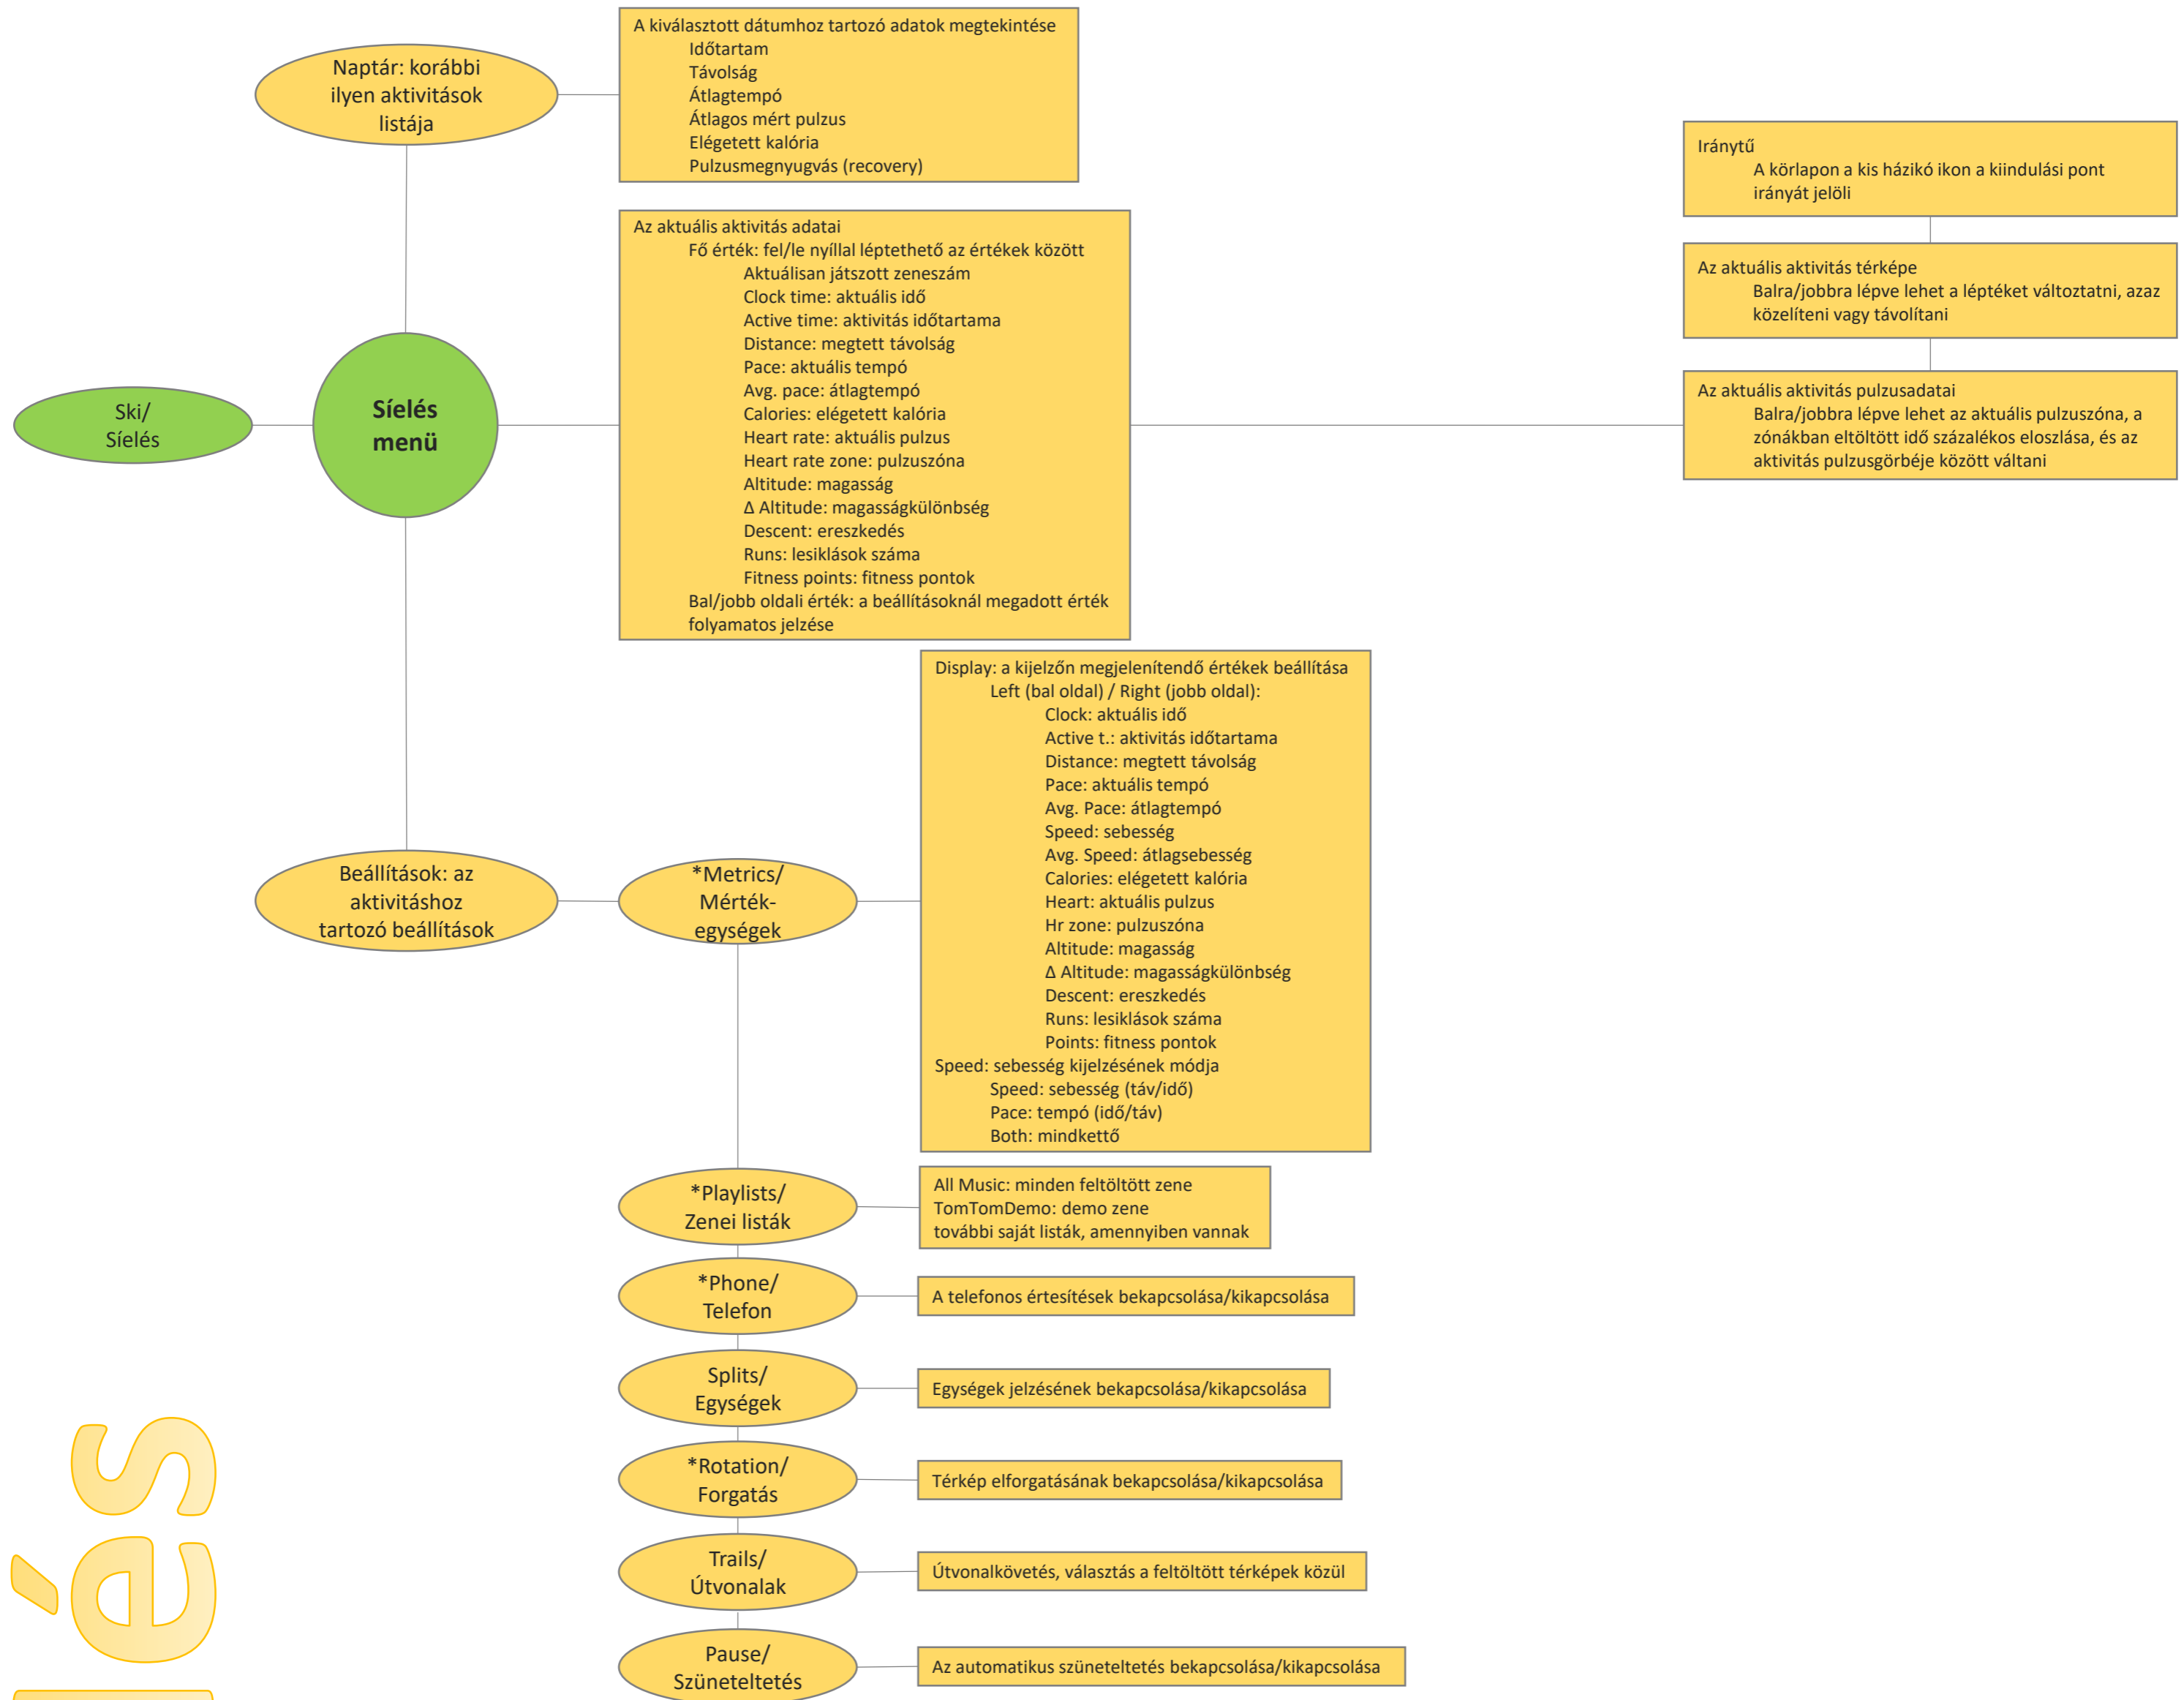 Ski/
Síelés
Síelés
menü
Naptár: korábbi
ilyen aktivitások
listája
A kiválasztott dátumhoz tartozó adatok megtekintése
Időtartam
Távolság
Átlagtempó
Átlagos mért pulzus
Elégetett kalória
Pulzusmegnyugvás (recovery)
Az aktuális aktivitás adatai
Fő érték: fel/le nyíllal léptethető az értékek között
Aktuálisan játszott zeneszám
Clock time: aktuális idő
Active time: aktivitás időtartama
Distance: megtett távolság
Pace: aktuális tempó
Avg. pace: átlagtempó
Calories: elégetett kalória
Heart rate: aktuális pulzus
Heart rate zone: pulzuszóna
Altitude: magasság
Δ Altitude: magasságkülönbség
Descent: ereszkedés
Runs: lesiklások száma
Fitness points: fitness pontok
Bal/jobb oldali érték: a beállításoknál megadott érték
folyamatos jelzése
Iránytű
A körlapon a kis házikó ikon a kiindulási pont
irányát jelöli
Az aktuális aktivitás térképe
Balra/jobbra lépve lehet a léptéket változtatni, azaz
közelíteni vagy távolítani
Az aktuális aktivitás pulzusadatai
Balra/jobbra lépve lehet az aktuális pulzuszóna, a
zónákban eltöltött idő százalékos eloszlása, és az
aktivitás pulzusgörbéje között váltani
Beállítások: az
aktivitáshoz
tartozó beállítások
*Metrics/
Mérték-
egységek
Display: a kijelzőn megjelenítendő értékek beállítása
Left (bal oldal) / Right (jobb oldal):
Clock: aktuális idő
Active t.: aktivitás időtartama
Distance: megtett távolság
Pace: aktuális tempó
Avg. Pace: átlagtempó
Speed: sebesség
Avg. Speed: átlagsebesség
Calories: elégetett kalória
Heart: aktuális pulzus
Hr zone: pulzuszóna
Altitude: magasság
Δ Altitude: magasságkülönbség
Descent: ereszkedés
Runs: lesiklások száma
Points: fitness pontok
Speed: sebesség kijelzésének módja
Speed: sebesség (táv/idő)
Pace: tempó (idő/táv)
Both: mindkettő
*Playlists/
Zenei listák
All Music: minden feltöltött zene
TomTomDemo: demo zene
további saját listák, amennyiben vannak
*Phone/
Telefon
A telefonos értesítések bekapcsolása/kikapcsolása
Splits/
Egységek
Egységek jelzésének bekapcsolása/kikapcsolása
*Rotation/
Forgatás
Térkép elforgatásának bekapcsolása/kikapcsolása
Trails/
Útvonalak
Útvonalkövetés, választás a feltöltött térképek közül
Pause/
Szüneteltetés
Az automatikus szüneteltetés bekapcsolása/kikapcsolása
lés